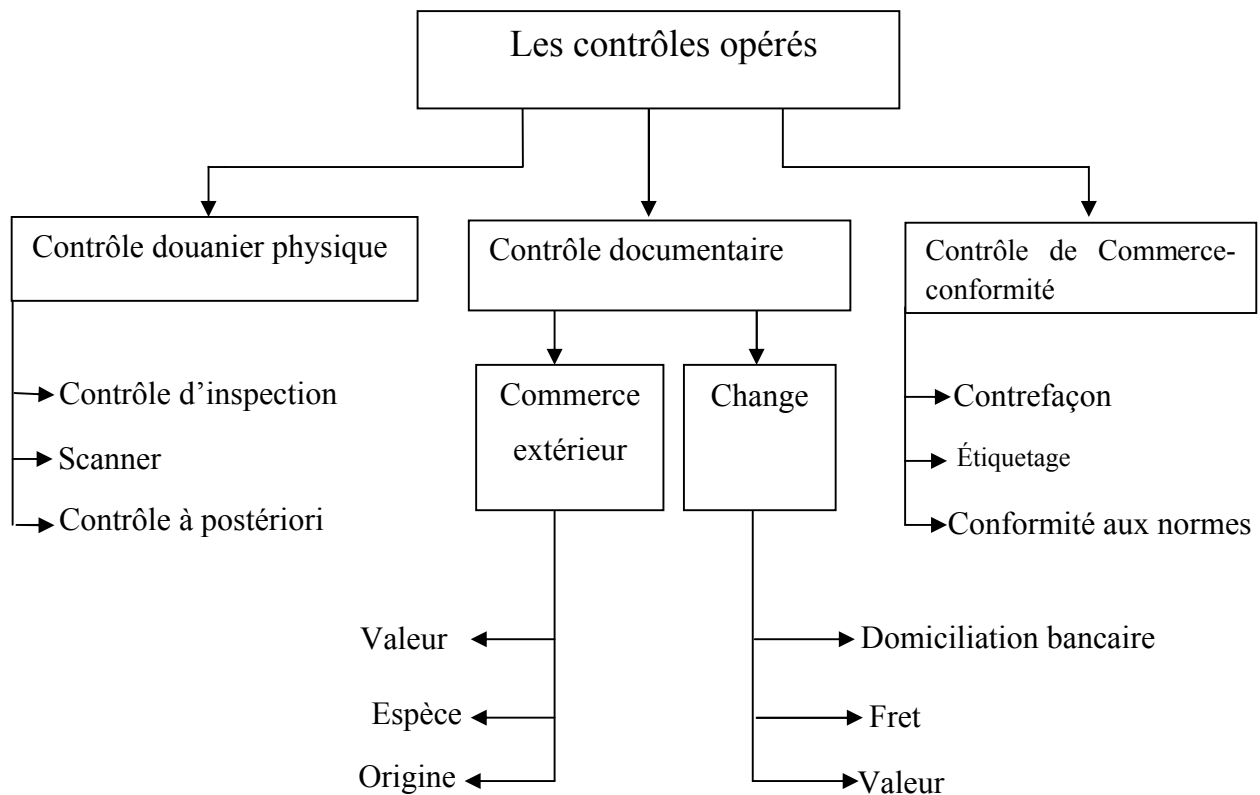 Les contrôles opérés
Contrôle douanier physique
Contrôle documentaire
Contrôle de Commerce-
conformité
Contrôle d’inspection
Scanner
Contrôle à postériori
Commerce
extérieur
Change
Contrefaçon
Étiquetage
Conformité aux normes
Valeur
Espèce
Origine
Domiciliation bancaire
Fret
Valeur